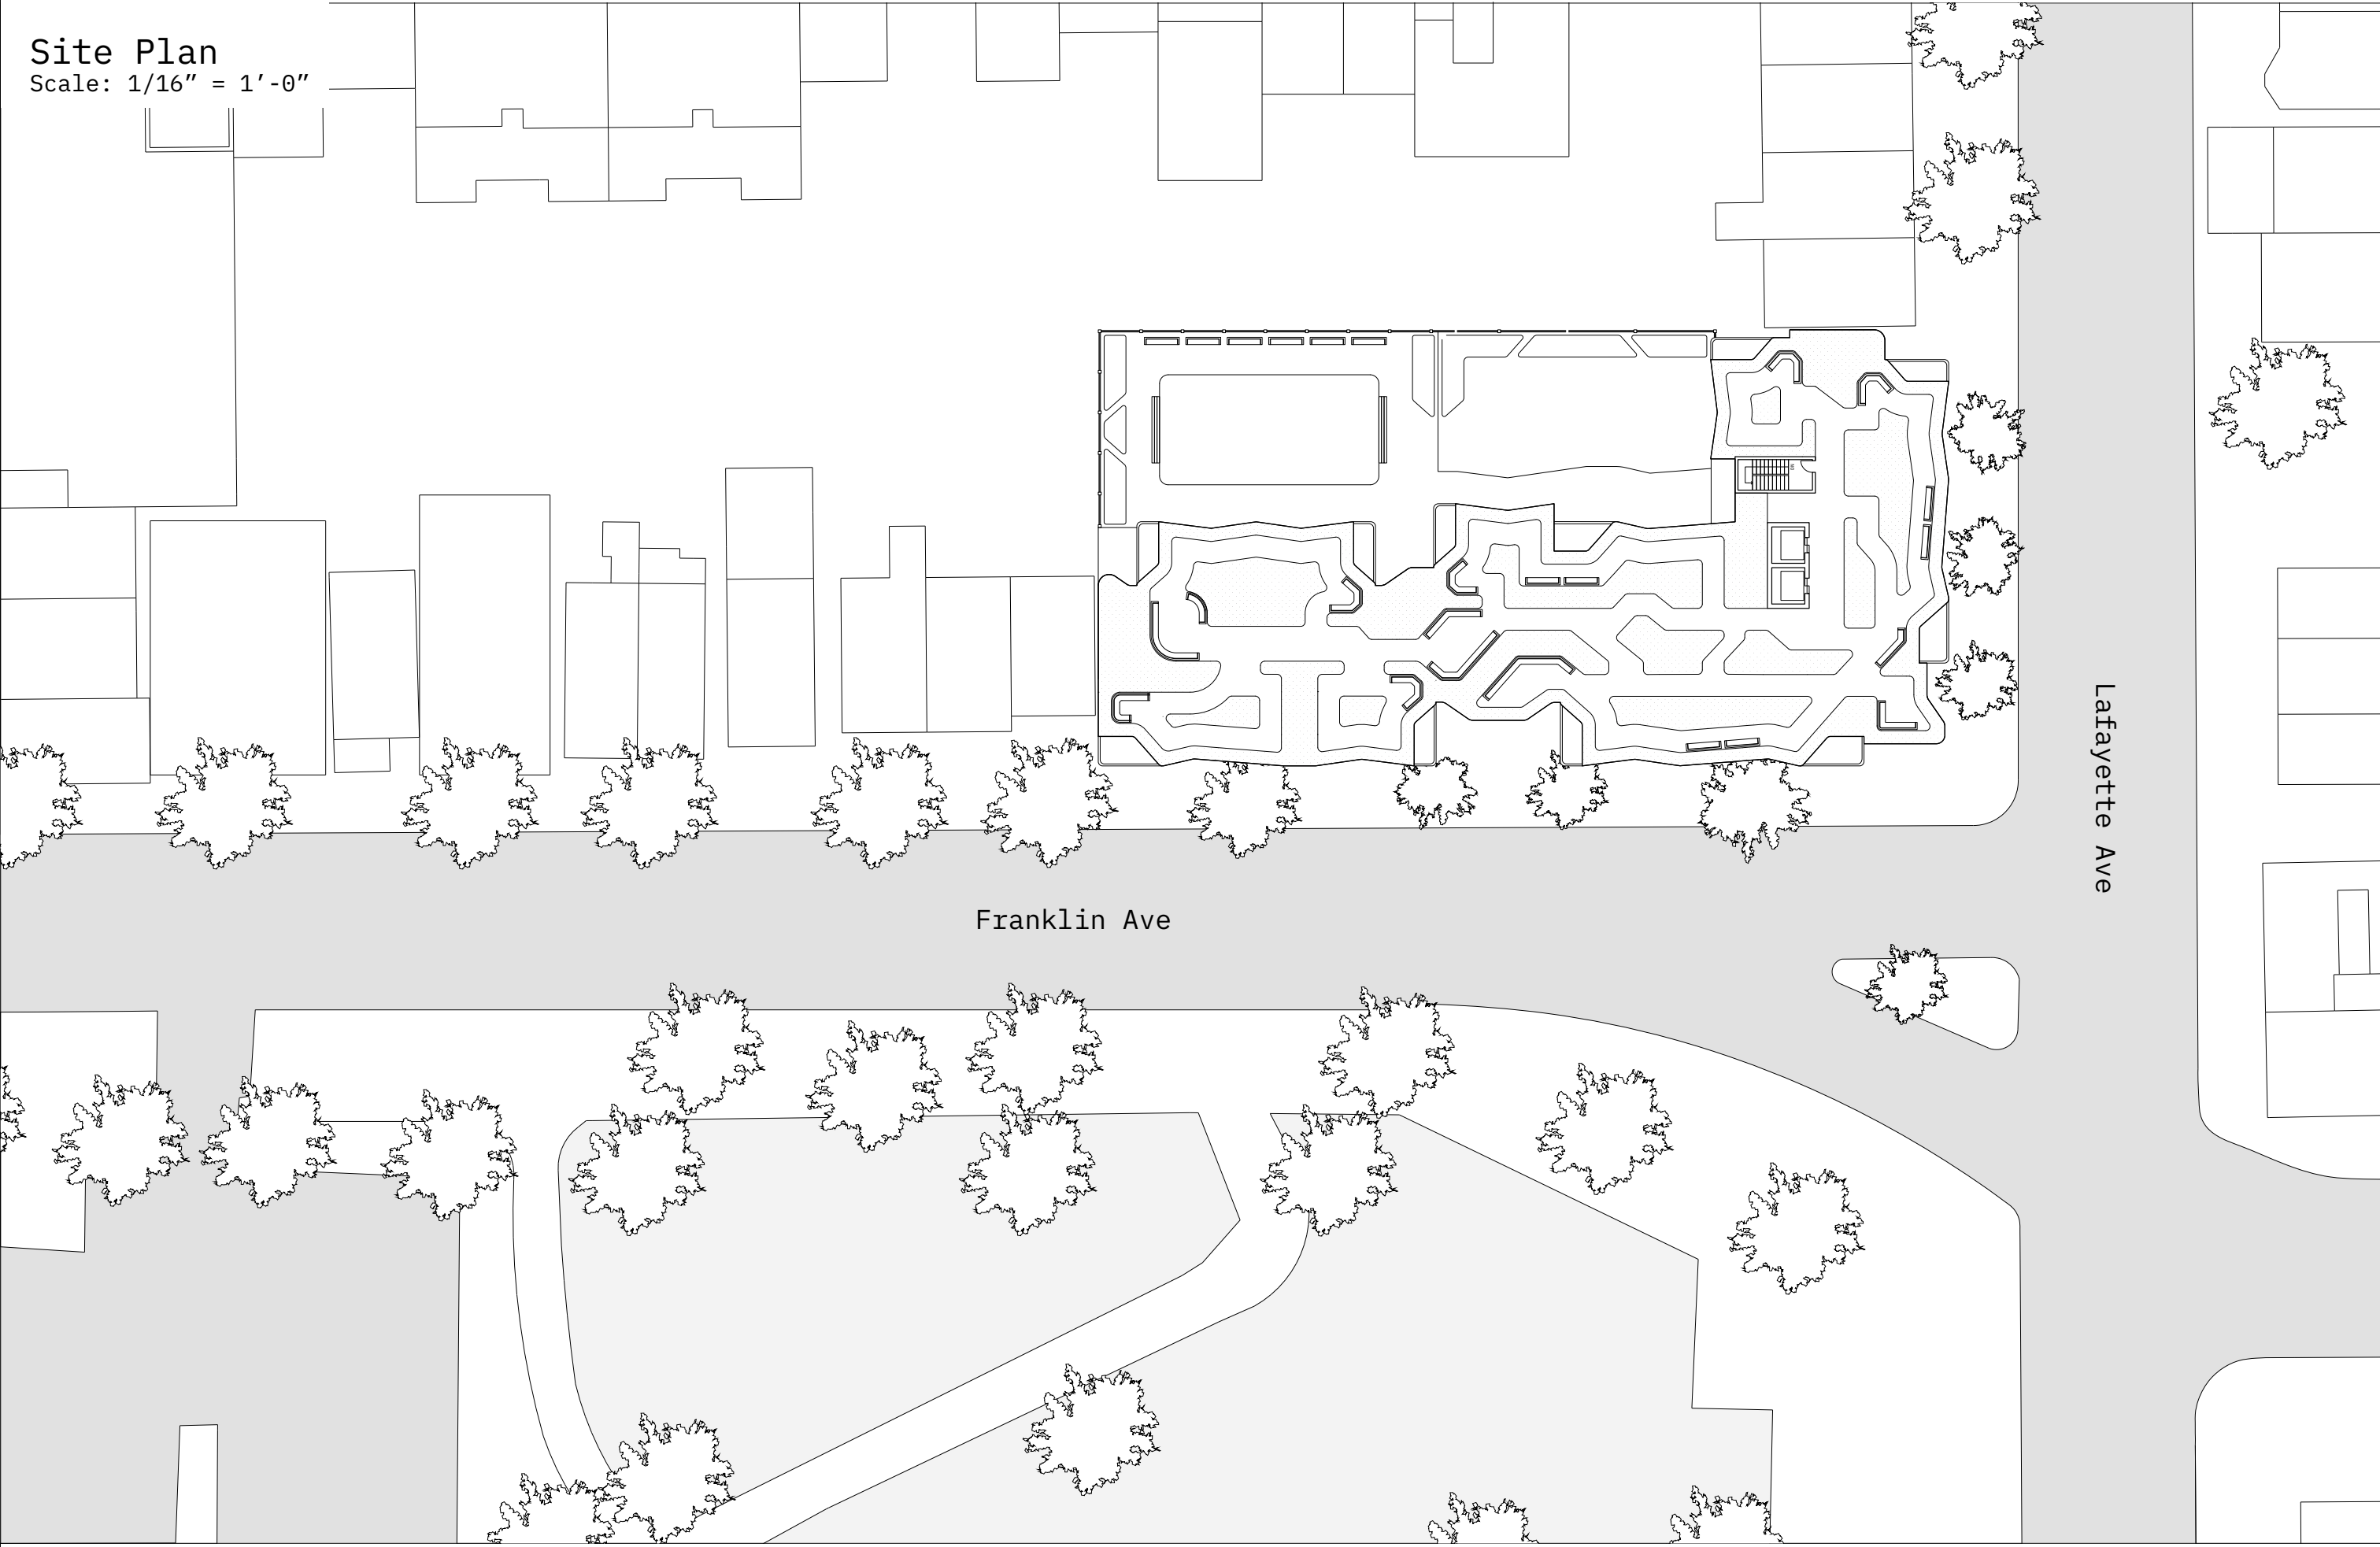 Site Plan
Scale: 1/16” = 1’-0”
Lafayette Ave
Franklin Ave